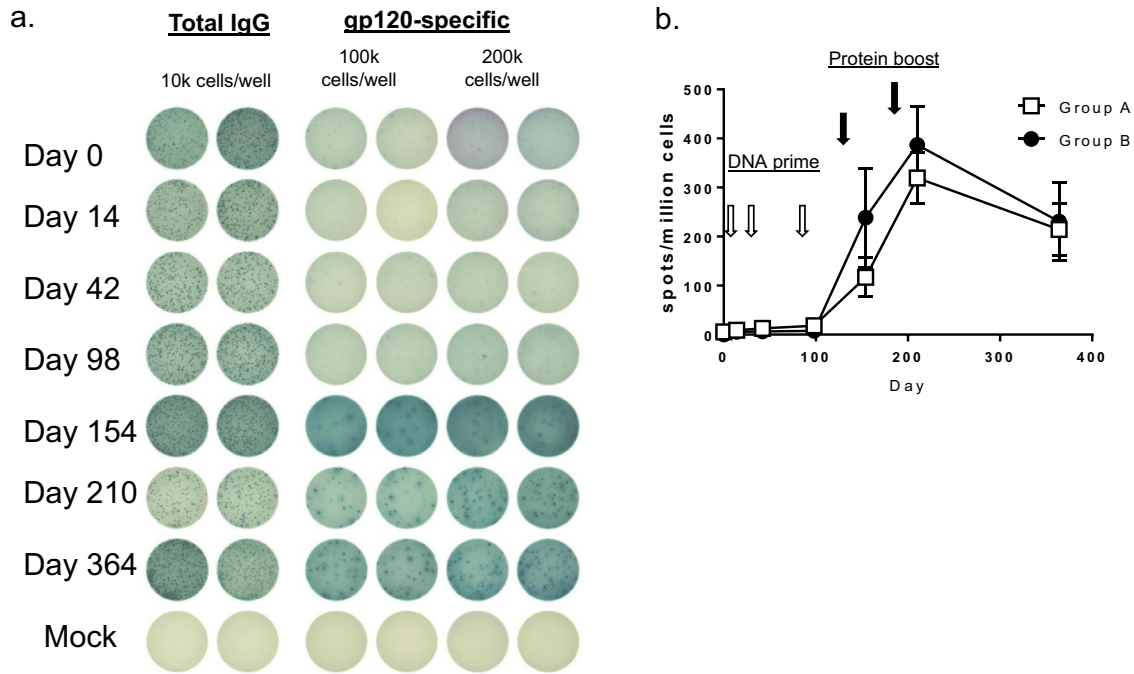 a.
Total IgG
gp120-specific
10k cells/well
100k
cells/well
200k
cells/well
Day 0
Day 14
Day 42
Day 98
Day 154
Day 210
Day 364
Mock
b.
Protein boost
DNA prime
Group A
Group B
spots/million cells
500
400
300
200
100
0
0
100
200
300
400
Day